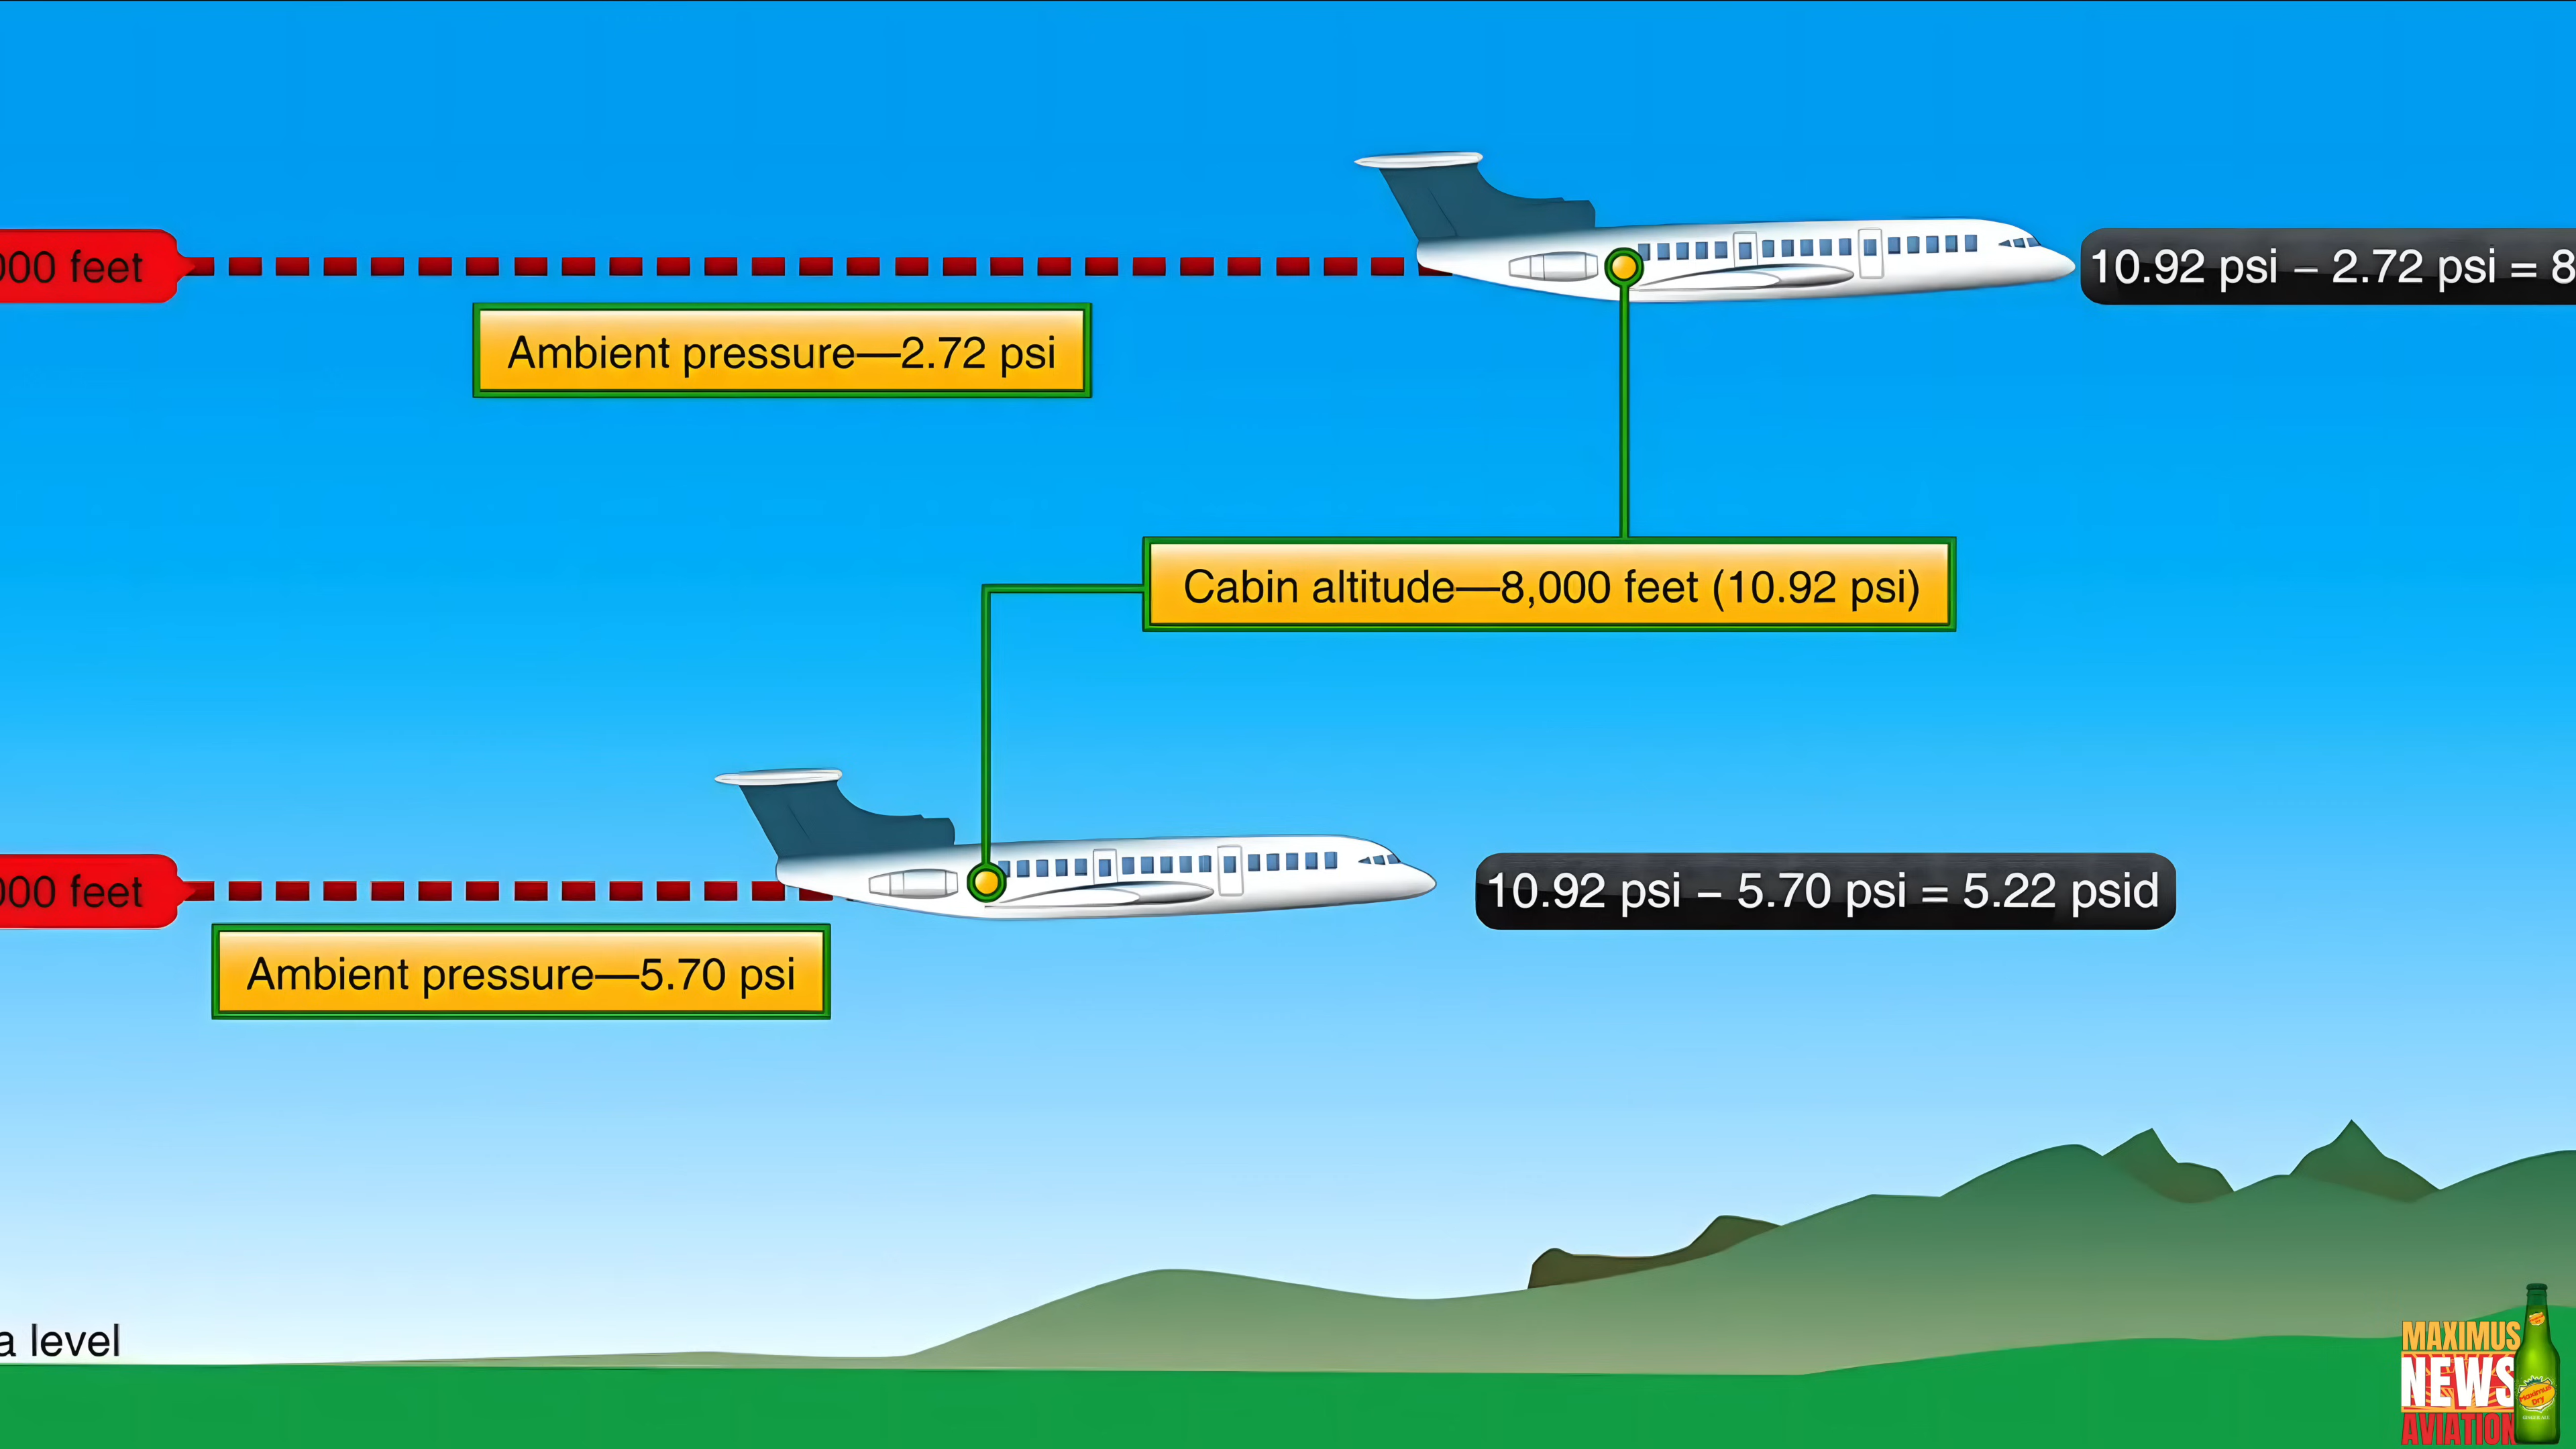 000 feet
10.92 psi – 2.72 psi = 8
Ambient pressure—2.72 psi
Cabin altitude—8,000 feet (10.92 psi)
000 feet
10.92 psi – 5.70 psi = 5.22 psid
Ambient pressure—5.70 psi
a level
MAXIMUS
NEWS
AVIATION